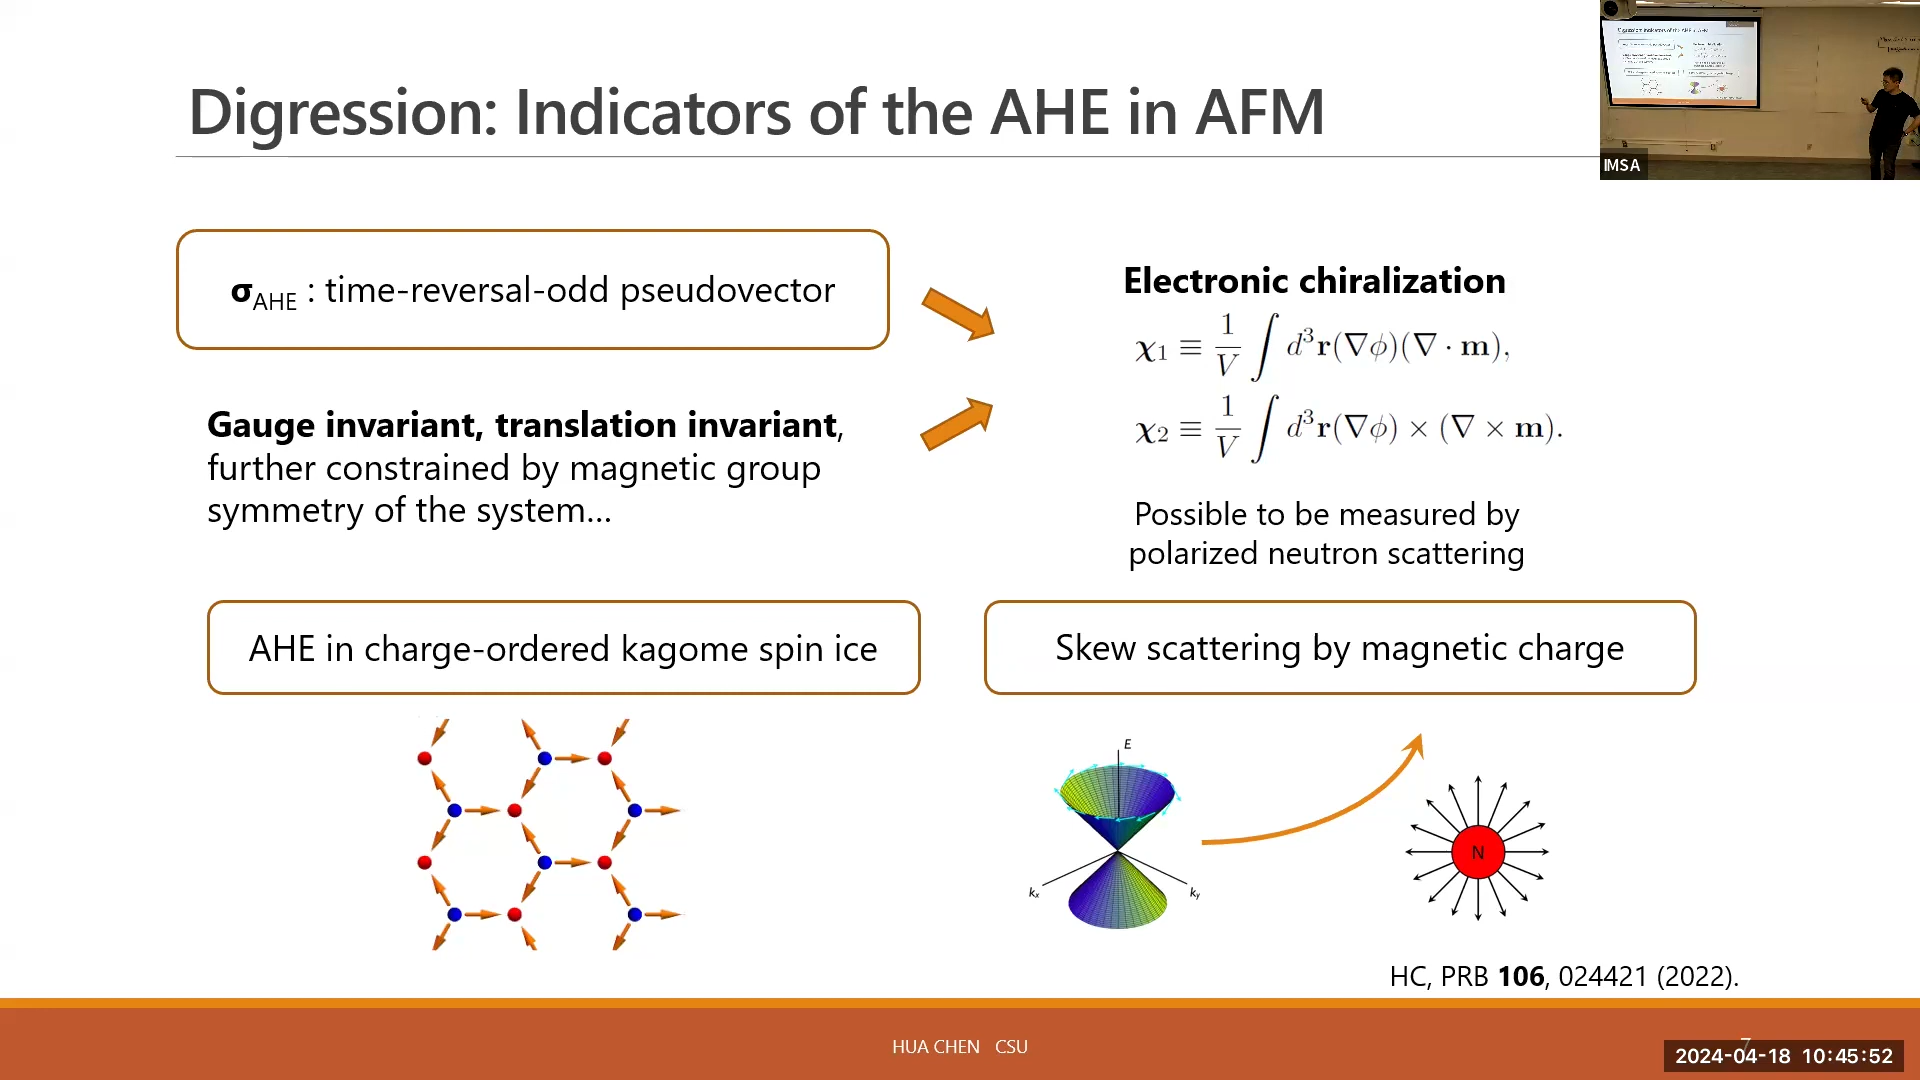 Digression: Indicators of the AHE in AFM
IMSA
σ_AHE : time-reversal-odd pseudovector
Gauge invariant, translation invariant,
further constrained by magnetic group
symmetry of the system...
Electronic chiralization
χ₁ ≡ 1/V ∫ d³r(∇ϕ)(∇ · m),
χ₂ ≡ 1/V ∫ d³r(∇ϕ) × (∇ × m).
Possible to be measured by
polarized neutron scattering
AHE in charge-ordered kagome spin ice
Skew scattering by magnetic charge
E
kₓ
kᵧ
N
HC, PRB 106, 024421 (2022).
HUA CHEN CSU
7
2024-04-18 10:45:52